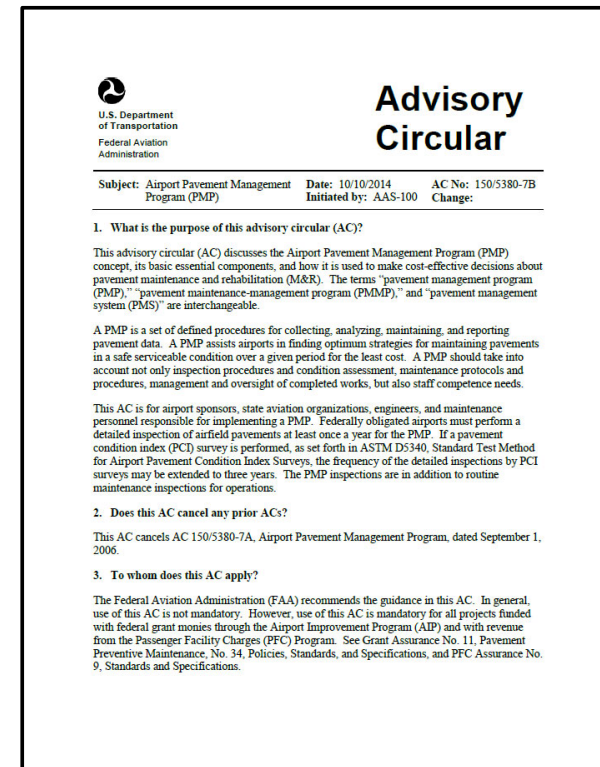 Advisory
Circular
U.S. Department
of Transportation
Federal Aviation
Administration
Subject: Airport Pavement Management Program (PMP)
Date: 10/10/2014
Initiated by: AAS-100
AC No: 150/5380-7B
Change:
1. What is the purpose of this advisory circular (AC)?
This advisory circular (AC) discusses the Airport Pavement Management Program (PMP)
concept, its basic essential components, and how it is used to make cost-effective decisions about
pavement maintenance and rehabilitation (M&R). The terms “pavement management program
(PMP),” “pavement maintenance-management program (PMMP),” and “pavement management
system (PMS)” are interchangeable.
A PMP is a set of defined procedures for collecting, analyzing, maintaining, and reporting
pavement data. A PMP assists airports in finding optimum strategies for maintaining pavements
in a safe serviceable condition over a given period for the least cost. A PMP should take into
account not only inspection procedures and condition assessment, maintenance protocols and
procedures, management and oversight of completed works, but also staff competence needs.
This AC is for airport sponsors, state aviation organizations, engineers, and maintenance
personnel responsible for implementing a PMP. Federally obligated airports must perform a
detailed inspection of airfield pavements at least once a year for the PMP. If a pavement
condition index (PCI) survey is performed, as set forth in ASTM D5340, Standard Test Method
for Airport Pavement Condition Index Surveys, the frequency of the detailed inspections by PCI
surveys may be extended to three years. The PMP inspections are in addition to routine
maintenance inspections for operations.
2. Does this AC cancel any prior ACs?
This AC cancels AC 150/5380-7A, Airport Pavement Management Program, dated September 1,
2006.
3. To whom does this AC apply?
The Federal Aviation Administration (FAA) recommends the guidance in this AC. In general,
use of this AC is not mandatory. However, use of this AC is mandatory for all projects funded
with federal grant monies through the Airport Improvement Program (AIP) and with revenue
from the Passenger Facility Charges (PFC) Program. See Grant Assurance No. 11, Pavement
Preventive Maintenance, No. 34, Policies, Standards, and Specifications, and PFC Assurance No.
9, Standards and Specifications.